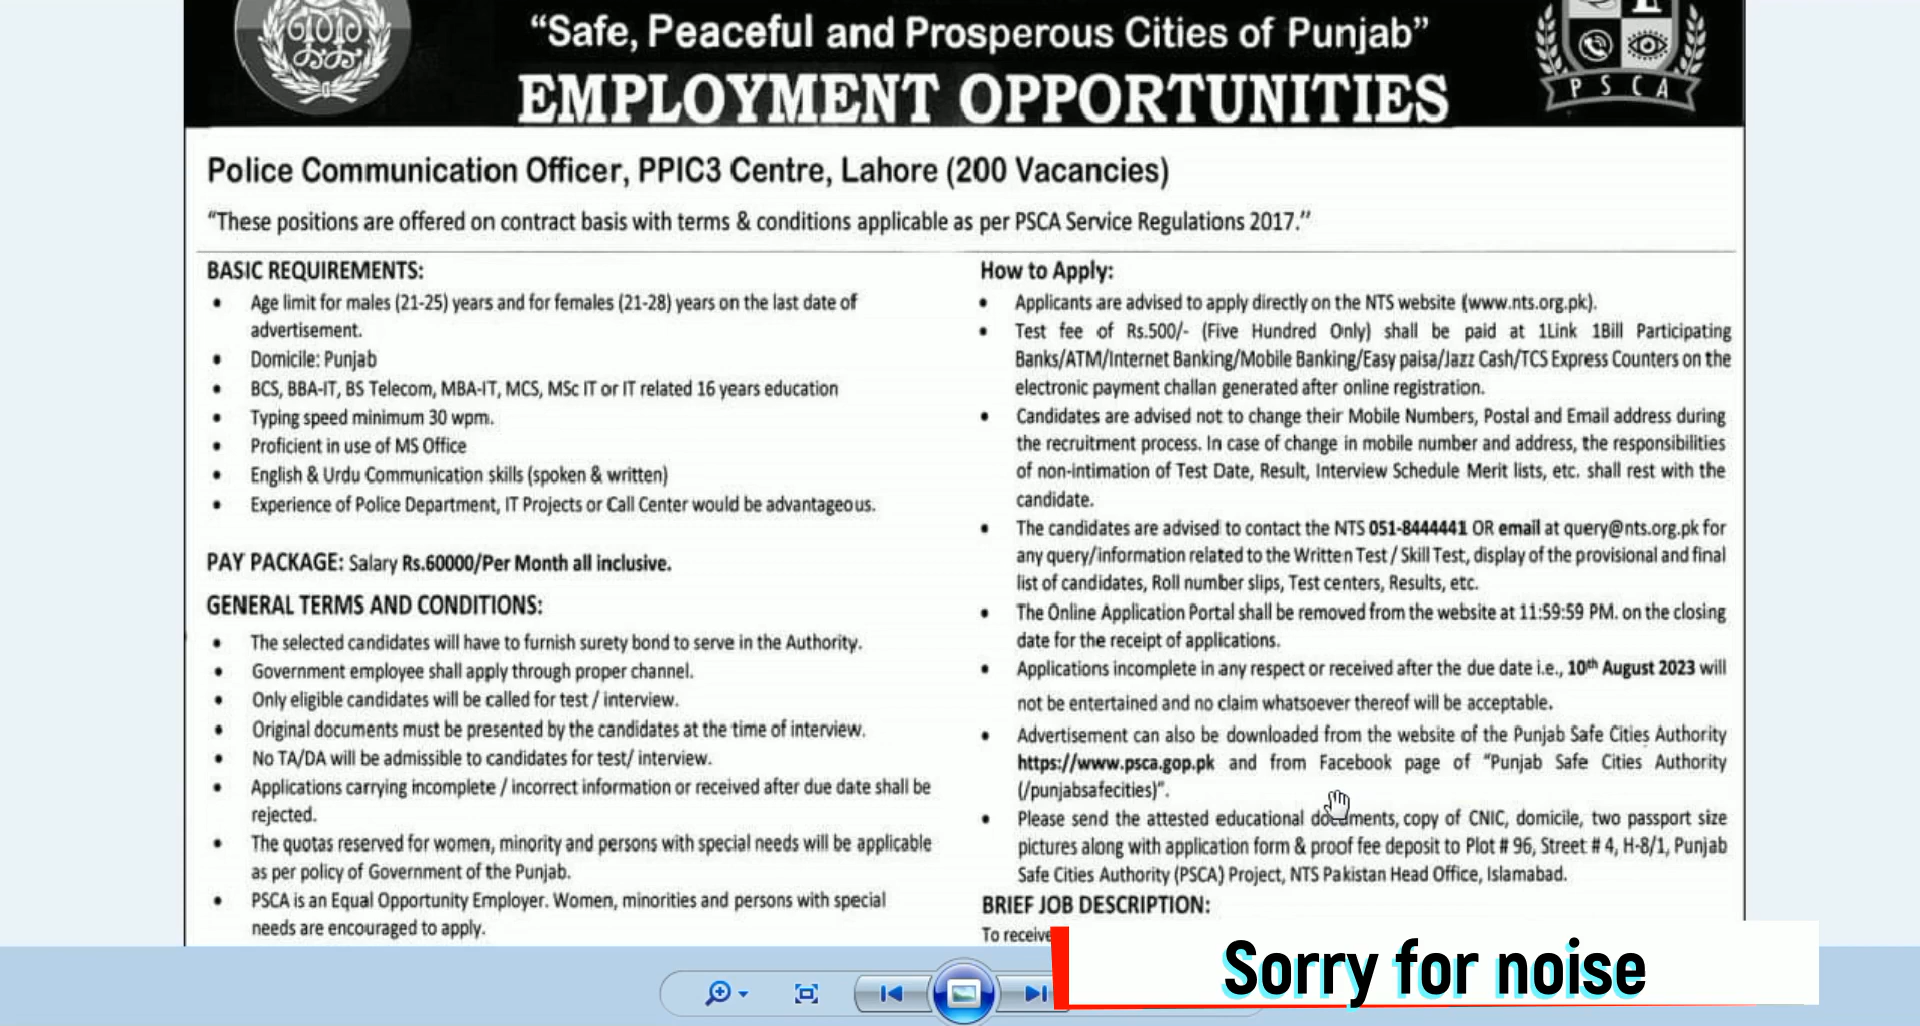 “Safe, Peaceful and Prosperous Cities of Punjab”
EMPLOYMENT OPPORTUNITIES
PSCA
Police Communication Officer, PPIC3 Centre, Lahore (200 Vacancies)
“These positions are offered on contract basis with terms & conditions applicable as per PSCA Service Regulations 2017.”
BASIC REQUIREMENTS:
• Age limit for males (21-25) years and for females (21-28) years on the last date of
advertisement.
• Domicile: Punjab
• BCS, BBA-IT, BS Telecom, MBA-IT, MCS, MSc IT or IT related 16 years education
• Typing speed minimum 30 wpm.
• Proficient in use of MS Office
• English & Urdu Communication skills (spoken & written)
• Experience of Police Department, IT Projects or Call Center would be advantageous.
PAY PACKAGE: Salary Rs.60000/Per Month all inclusive.
GENERAL TERMS AND CONDITIONS:
• The selected candidates will have to furnish surety bond to serve in the Authority.
• Government employee shall apply through proper channel.
• Only eligible candidates will be called for test / interview.
• Original documents must be presented by the candidates at the time of interview.
• No TA/DA will be admissible to candidates for test/ interview.
• Applications carrying incomplete / incorrect information or received after due date shall be
rejected.
• The quotas reserved for women, minority and persons with special needs will be applicable
as per policy of Government of the Punjab.
• PSCA is an Equal Opportunity Employer. Women, minorities and persons with special
needs are encouraged to apply.
How to Apply:
• Applicants are advised to apply directly on the NTS website (www.nts.org.pk).
• Test fee of Rs.500/- (Five Hundred Only) shall be paid at 1Link 1Bill Participating
Banks/ATM/Internet Banking/Mobile Banking/Easy paisa/Jazz Cash/TCS Express Counters on the
electronic payment challan generated after online registration.
• Candidates are advised not to change their Mobile Numbers, Postal and Email address during
the recruitment process. In case of change in mobile number and address, the responsibilities
of non-intimation of Test Date, Result, Interview Schedule Merit lists, etc. shall rest with the
candidate.
• The candidates are advised to contact the NTS 051-8444441 OR email at query@nts.org.pk for
any query/information related to the Written Test / Skill Test, display of the provisional and final
list of candidates, Roll number slips, Test centers, Results, etc.
• The Online Application Portal shall be removed from the website at 11:59:59 PM. on the closing
date for the receipt of applications.
• Applications incomplete in any respect or received after the due date i.e., 10th August 2023 will
not be entertained and no claim whatsoever thereof will be acceptable.
• Advertisement can also be downloaded from the website of the Punjab Safe Cities Authority
https://www.psca.gop.pk and from Facebook page of “Punjab Safe Cities Authority
(/punjabsafecities)”.
• Please send the attested educational documents, copy of CNIC, domicile, two passport size
pictures along with application form & proof fee deposit to Plot # 96, Street # 4, H-8/1, Punjab
Safe Cities Authority (PSCA) Project, NTS Pakistan Head Office, Islamabad.
BRIEF JOB DESCRIPTION:
To receive
Sorry for noise